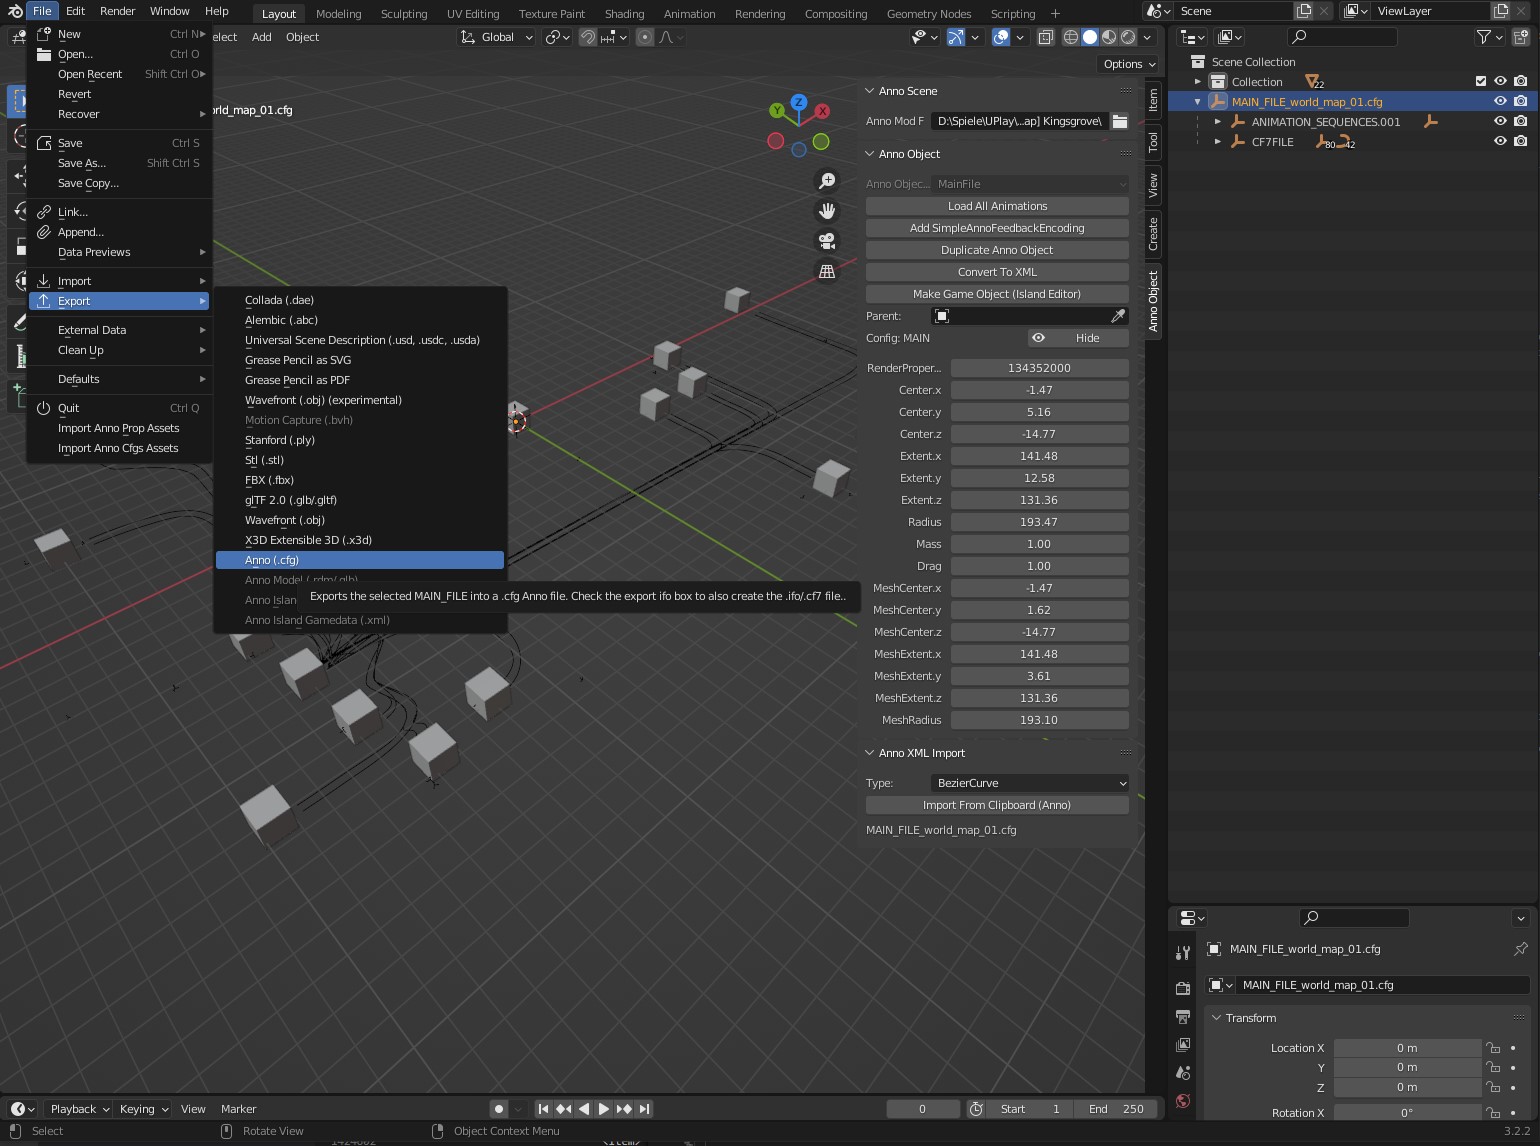 File Edit Render Window Help Layout Modeling Sculpting UV Editing Texture Paint Shading Animation Rendering Compositing Geometry Nodes Scripting + Scene ViewLayer
elect Add Object Global
Options
rld_map_01.cfg
New Ctrl N
Open... Ctrl O
Open Recent Shift Ctrl O
Revert
Recover
Save Ctrl S
Save As... Shift Ctrl S
Save Copy...
Link...
Append...
Data Previews
Import
Export
External Data
Clean Up
Defaults
Quit Ctrl Q
Import Anno Prop Assets
Import Anno Cfgs Assets
Collada (.dae)
Alembic (.abc)
Universal Scene Description (.usd, .usdc, .usda)
Grease Pencil as SVG
Grease Pencil as PDF
Wavefront (.obj) (experimental)
Motion Capture (.bvh)
Stanford (.ply)
Stl (.stl)
FBX (.fbx)
glTF 2.0 (.glb/.gltf)
Wavefront (.obj)
X3D Extensible 3D (.x3d)
Anno (.cfg)
Anno Model (.rdm/.glb)
Anno Islan
Anno Island Gamedata (.xml)
Exports the selected MAIN_FILE into a .cfg Anno file. Check the export ifo box to also create the .ifo/.cf7 file..
Z
Y
X
Anno Scene
Anno Mod F D:\Spiele\UPlay\...ap] Kingsgrove\
Anno Object
Anno Objec... MainFile
Load All Animations
Add SimpleAnnoFeedbackEncoding
Duplicate Anno Object
Convert To XML
Make Game Object (Island Editor)
Parent:
Config: MAIN Hide
RenderProper... 134352000
Center.x -1.47
Center.y 5.16
Center.z -14.77
Extent.x 141.48
Extent.y 12.58
Extent.z 131.36
Radius 193.47
Mass 1.00
Drag 1.00
MeshCenter.x -1.47
MeshCenter.y 1.62
MeshCenter.z -14.77
MeshExtent.x 141.48
MeshExtent.y 3.61
MeshExtent.z 131.36
MeshRadius 193.10
Anno XML Import
Type: BezierCurve
Import From Clipboard (Anno)
MAIN_FILE_world_map_01.cfg
Item
Tool
View
Create
Anno Object
Scene Collection
Collection 22
MAIN_FILE_world_map_01.cfg
ANIMATION_SEQUENCES.001
CF7FILE 80 42
MAIN_FILE_world_map_01.cfg
MAIN_FILE_world_map_01.cfg
Transform
Location X 0 m
Y 0 m
Z 0 m
Rotation X 0°
Playback Keying View Marker 0 Start 1 End 250
Select Rotate View Object Context Menu 3.2.2